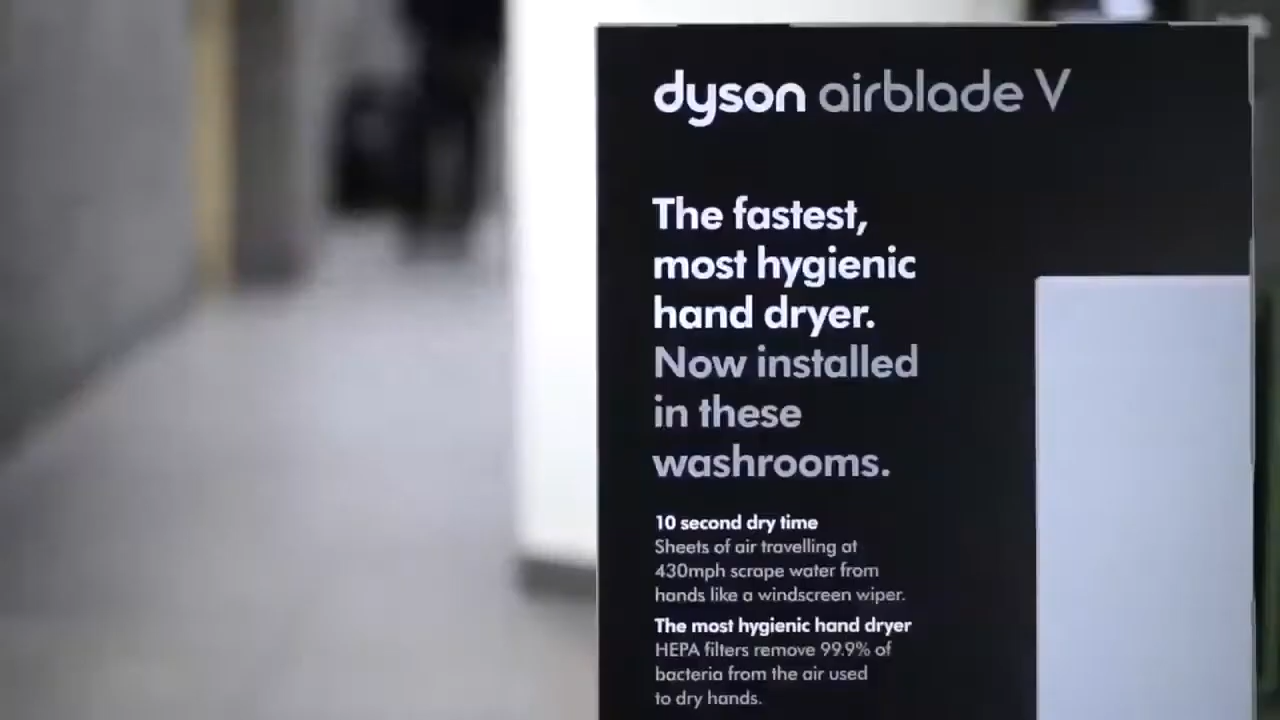 dyson airblade V
The fastest,
most hygienic
hand dryer.
Now installed
in these
washrooms.
10 second dry time
Sheets of air travelling at
430mph scrape water from
hands like a windscreen wiper.
The most hygienic hand dryer
HEPA filters remove 99.9% of
bacteria from the air used
to dry hands.